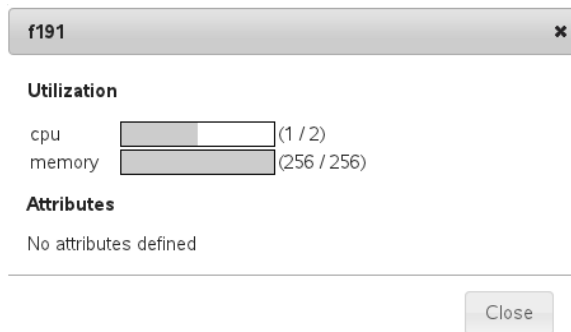 f191
Utilization
cpu (1 / 2)
memory (256 / 256)
Attributes
No attributes defined
Close